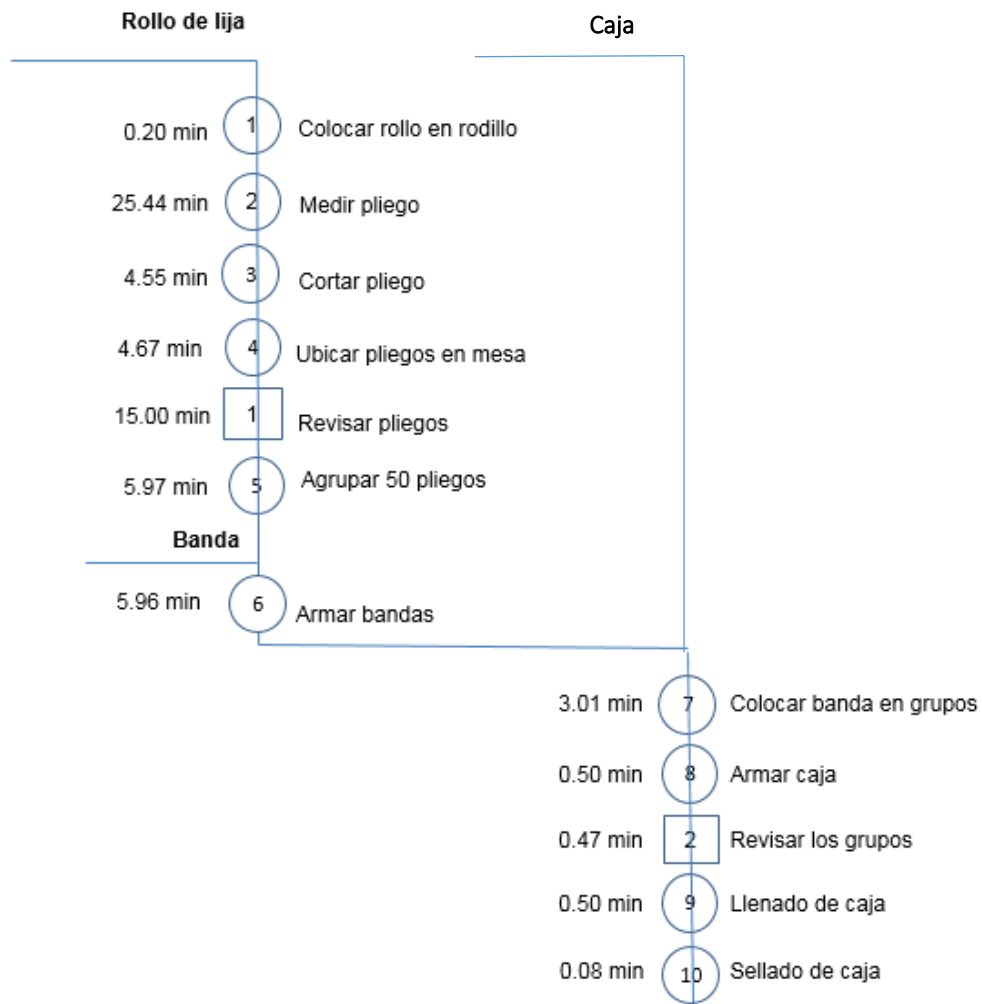 Rollo de lija
Caja
0.20 min 1 Colocar rollo en rodillo
25.44 min 2 Medir pliego
4.55 min 3 Cortar pliego
4.67 min 4 Ubicar pliegos en mesa
15.00 min 1 Revisar pliegos
5.97 min 5 Agrupar 50 pliegos
Banda
5.96 min 6 Armar bandas
3.01 min 7 Colocar banda en grupos
0.50 min 8 Armar caja
0.47 min 2 Revisar los grupos
0.50 min 9 Llenado de caja
0.08 min 10 Sellado de caja